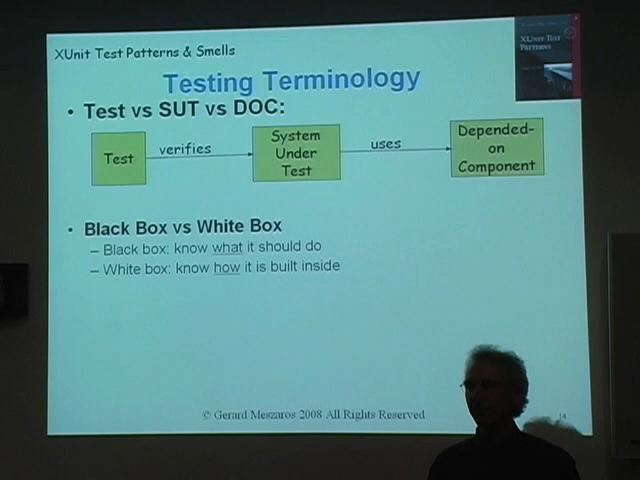 XUnit Test Patterns & Smells
XUNIT TEST
PATTERNS
Testing Terminology
• Test vs SUT vs DOC:
Test
verifies
System
Under
Test
uses
Depended-
on
Component
• Black Box vs White Box
– Black box: know what it should do
– White box: know how it is built inside
© Gerard Meszaros 2008 All Rights Reserved
14